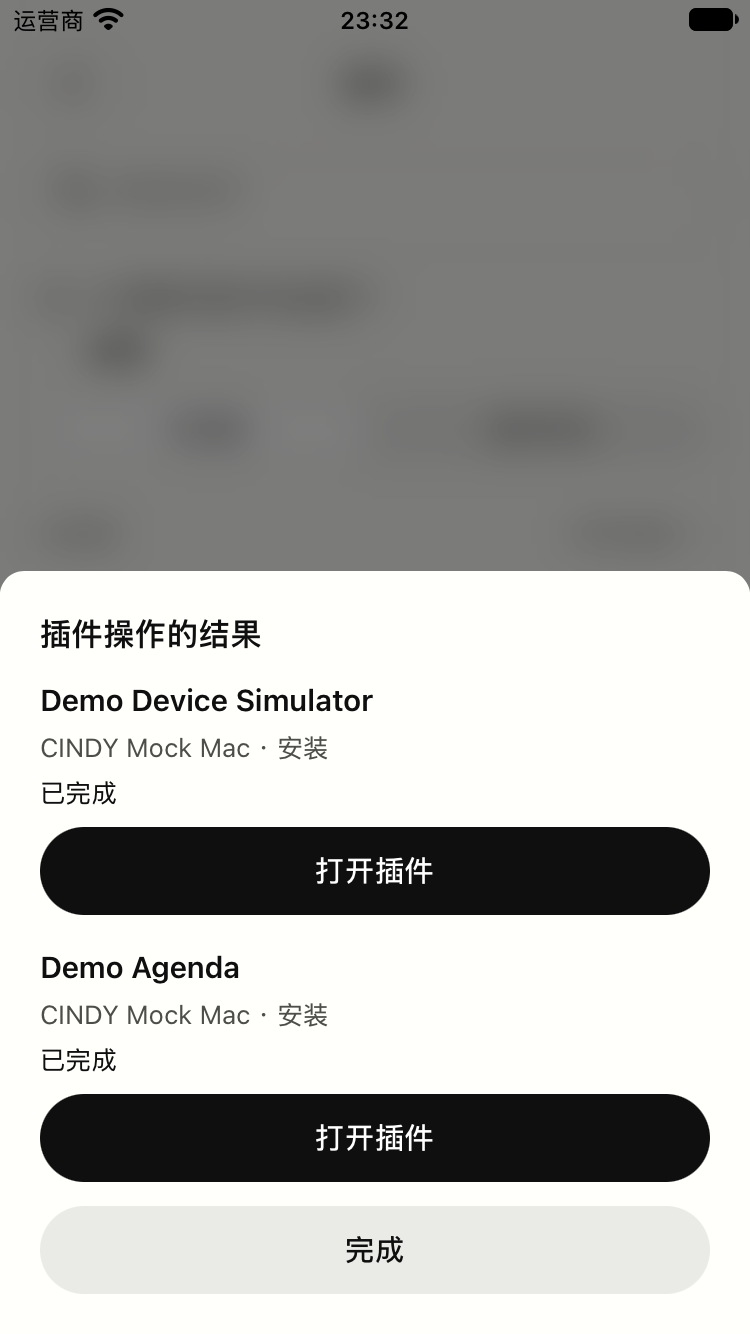 运营商
23:32
插件操作的结果
Demo Device Simulator
CINDY Mock Mac · 安装
已完成
打开插件
Demo Agenda
CINDY Mock Mac · 安装
已完成
打开插件
完成